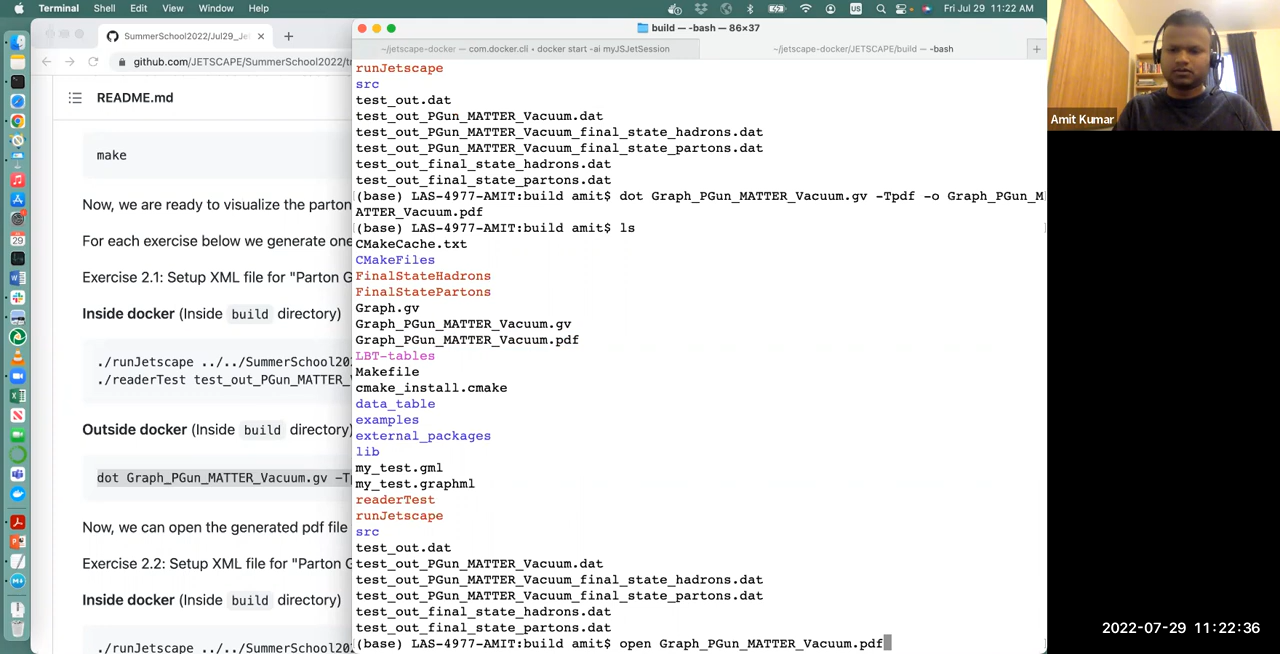 Terminal Shell Edit View Window Help
Fri Jul 29 11:22 AM
US
29
SummerSchool2022/Jul29_Je
github.com/JETSCAPE/SummerSchool2022/tr
README.md
make
Now, we are ready to visualize the parton
For each exercise below we generate one
Exercise 2.1: Setup XML file for "Parton G
Inside docker (Inside build directory)
./runJetscape ../../SummerSchool202
./readerTest test_out_PGun_MATTER_V
Outside docker (Inside build directory)
dot Graph_PGun_MATTER_Vacuum.gv -Tp
Now, we can open the generated pdf file
Exercise 2.2: Setup XML file for "Parton G
Inside docker (Inside build directory)
./runJetscape ../../SummerSchool202
build — -bash — 86×37
~/jetscape-docker — com.docker.cli • docker start -ai myJSJetSession
~/jetscape-docker/JETSCAPE/build — -bash
runJetscape
src
test_out.dat
test_out_PGun_MATTER_Vacuum.dat
test_out_PGun_MATTER_Vacuum_final_state_hadrons.dat
test_out_PGun_MATTER_Vacuum_final_state_partons.dat
test_out_final_state_hadrons.dat
test_out_final_state_partons.dat
(base) LAS-4977-AMIT:build amit$ dot Graph_PGun_MATTER_Vacuum.gv -Tpdf -o Graph_PGun_M
ATTER_Vacuum.pdf
(base) LAS-4977-AMIT:build amit$ ls
CMakeCache.txt
CMakeFiles
FinalStateHadrons
FinalStatePartons
Graph.gv
Graph_PGun_MATTER_Vacuum.gv
Graph_PGun_MATTER_Vacuum.pdf
LBT-tables
Makefile
cmake_install.cmake
data_table
examples
external_packages
lib
my_test.gml
my_test.graphml
readerTest
runJetscape
src
test_out.dat
test_out_PGun_MATTER_Vacuum.dat
test_out_PGun_MATTER_Vacuum_final_state_hadrons.dat
test_out_PGun_MATTER_Vacuum_final_state_partons.dat
test_out_final_state_hadrons.dat
test_out_final_state_partons.dat
(base) LAS-4977-AMIT:build amit$ open Graph_PGun_MATTER_Vacuum.pdf
Amit Kumar
2022-07-29 11:22:36